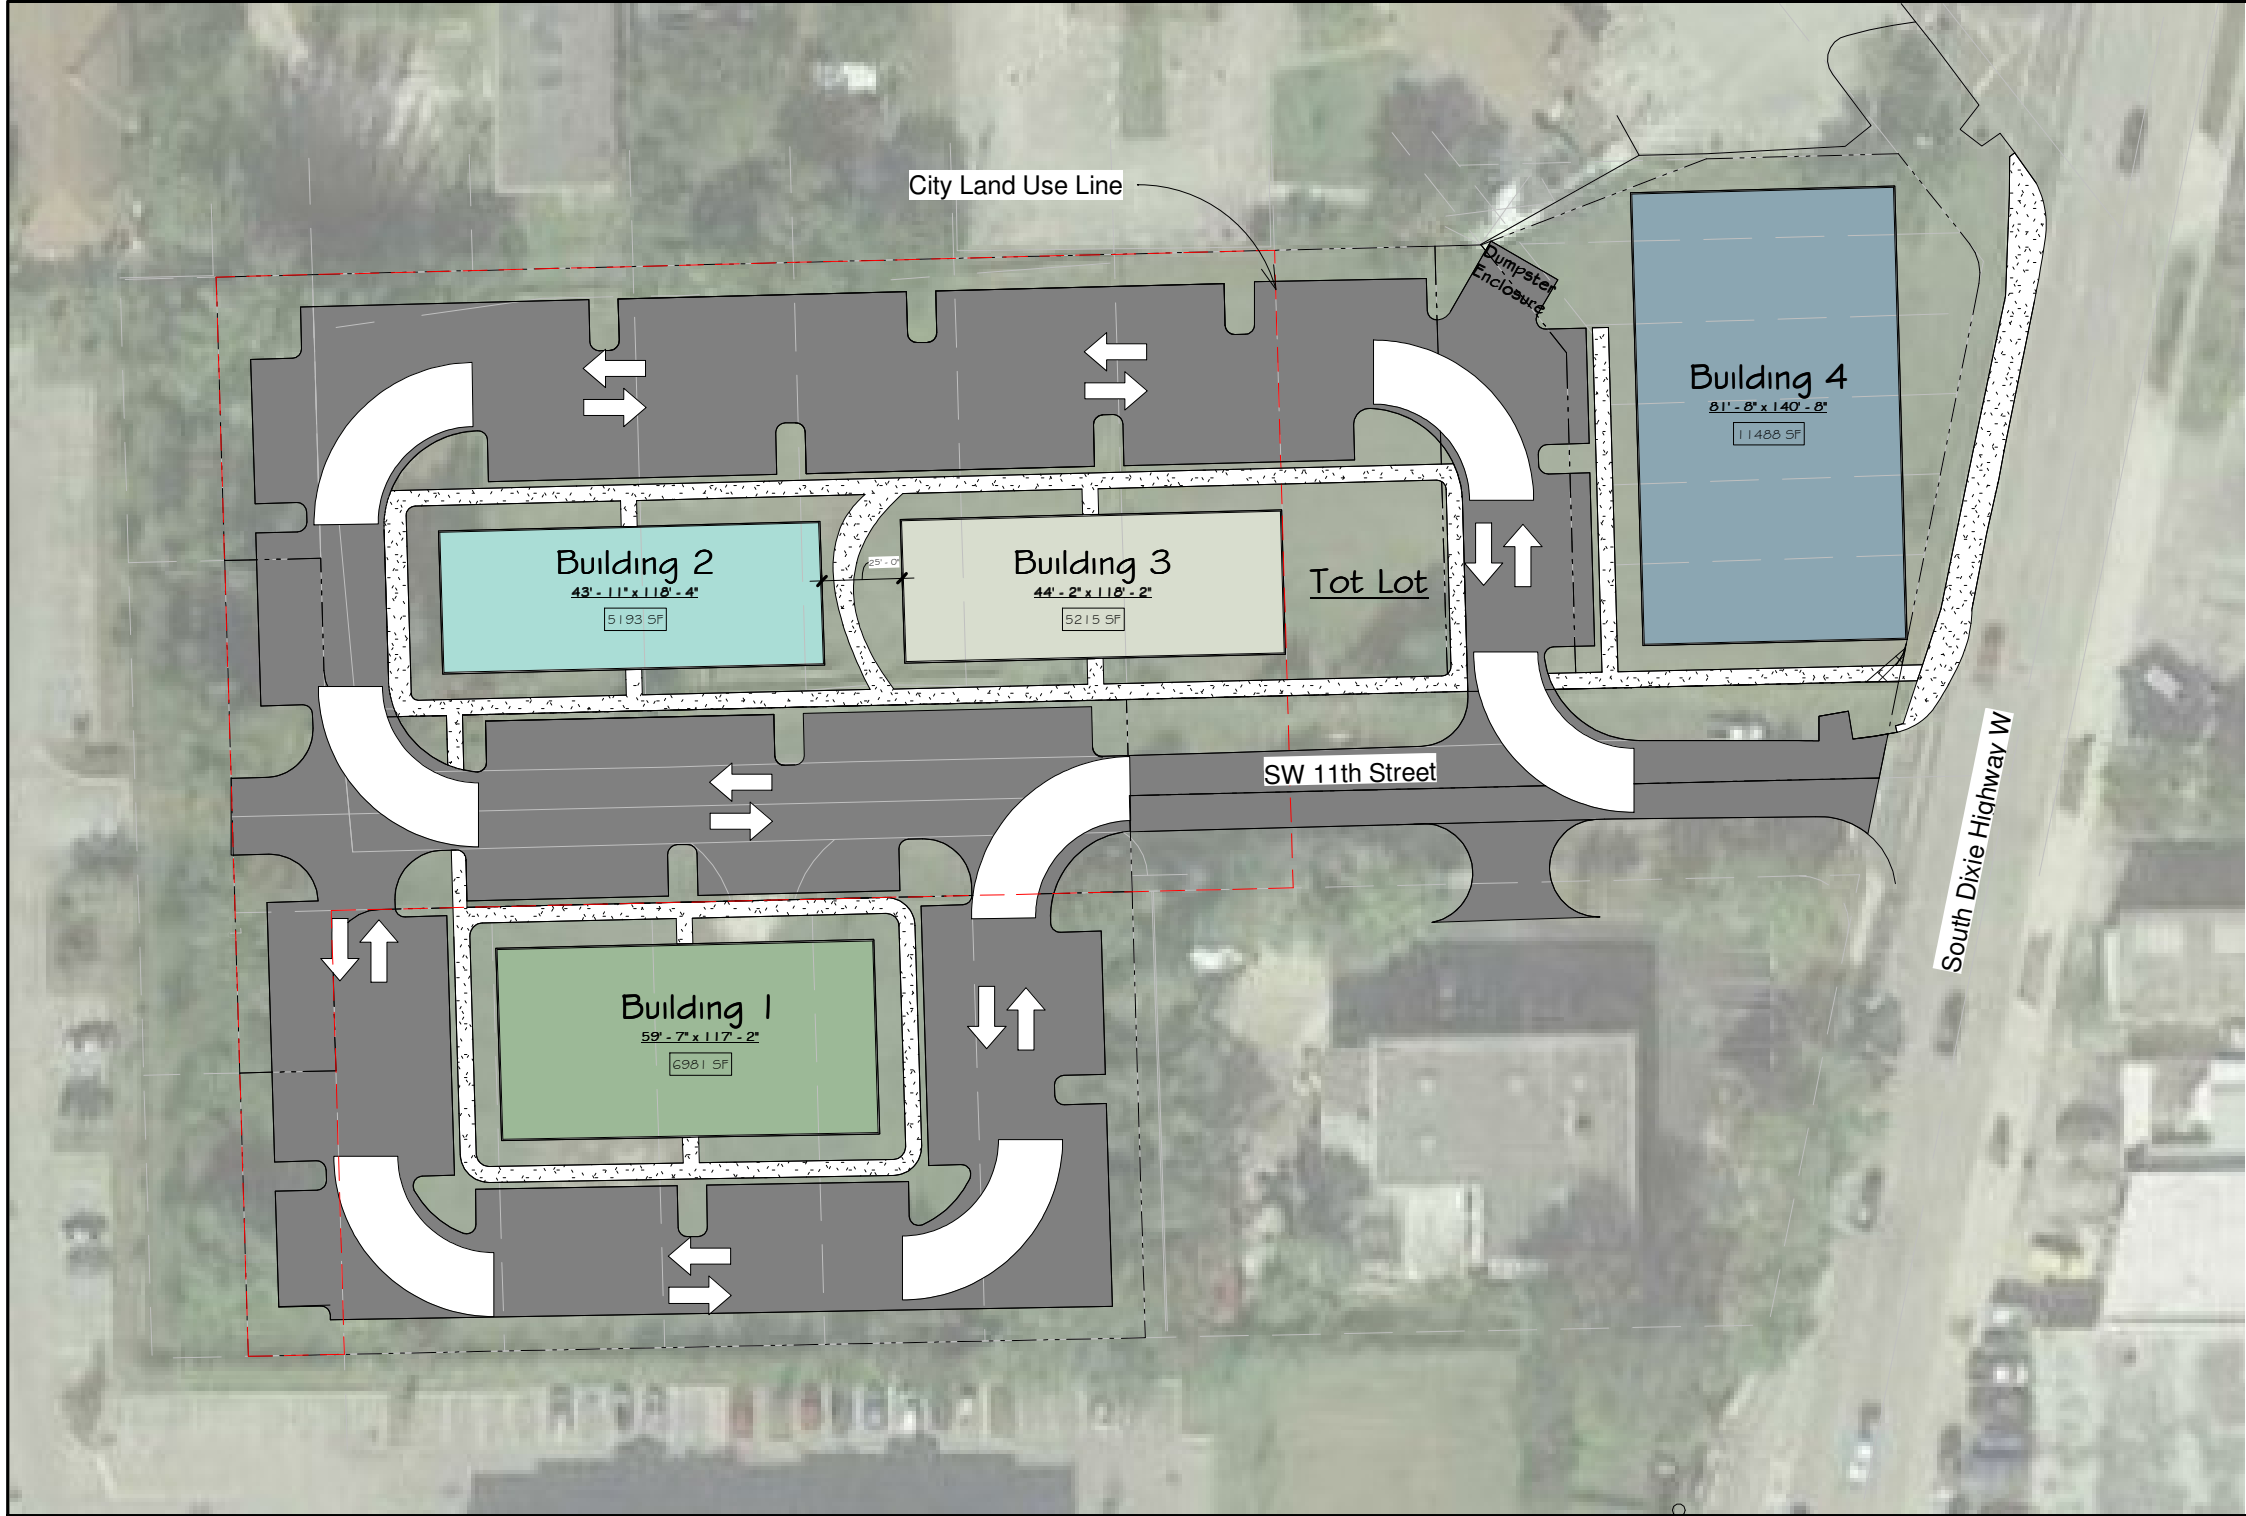 City Land Use Line
Dumpster
Enclosure
Building 4
81' - 8" x 140' - 8"
11488 SF
Building 2
43' - 11" x 118' - 4"
5193 SF
25' - 0"
Building 3
44' - 2" x 118' - 2"
5215 SF
Tot Lot
SW 11th Street
South Dixie Highway W
Building 1
59' - 7" x 117' - 2"
6981 SF